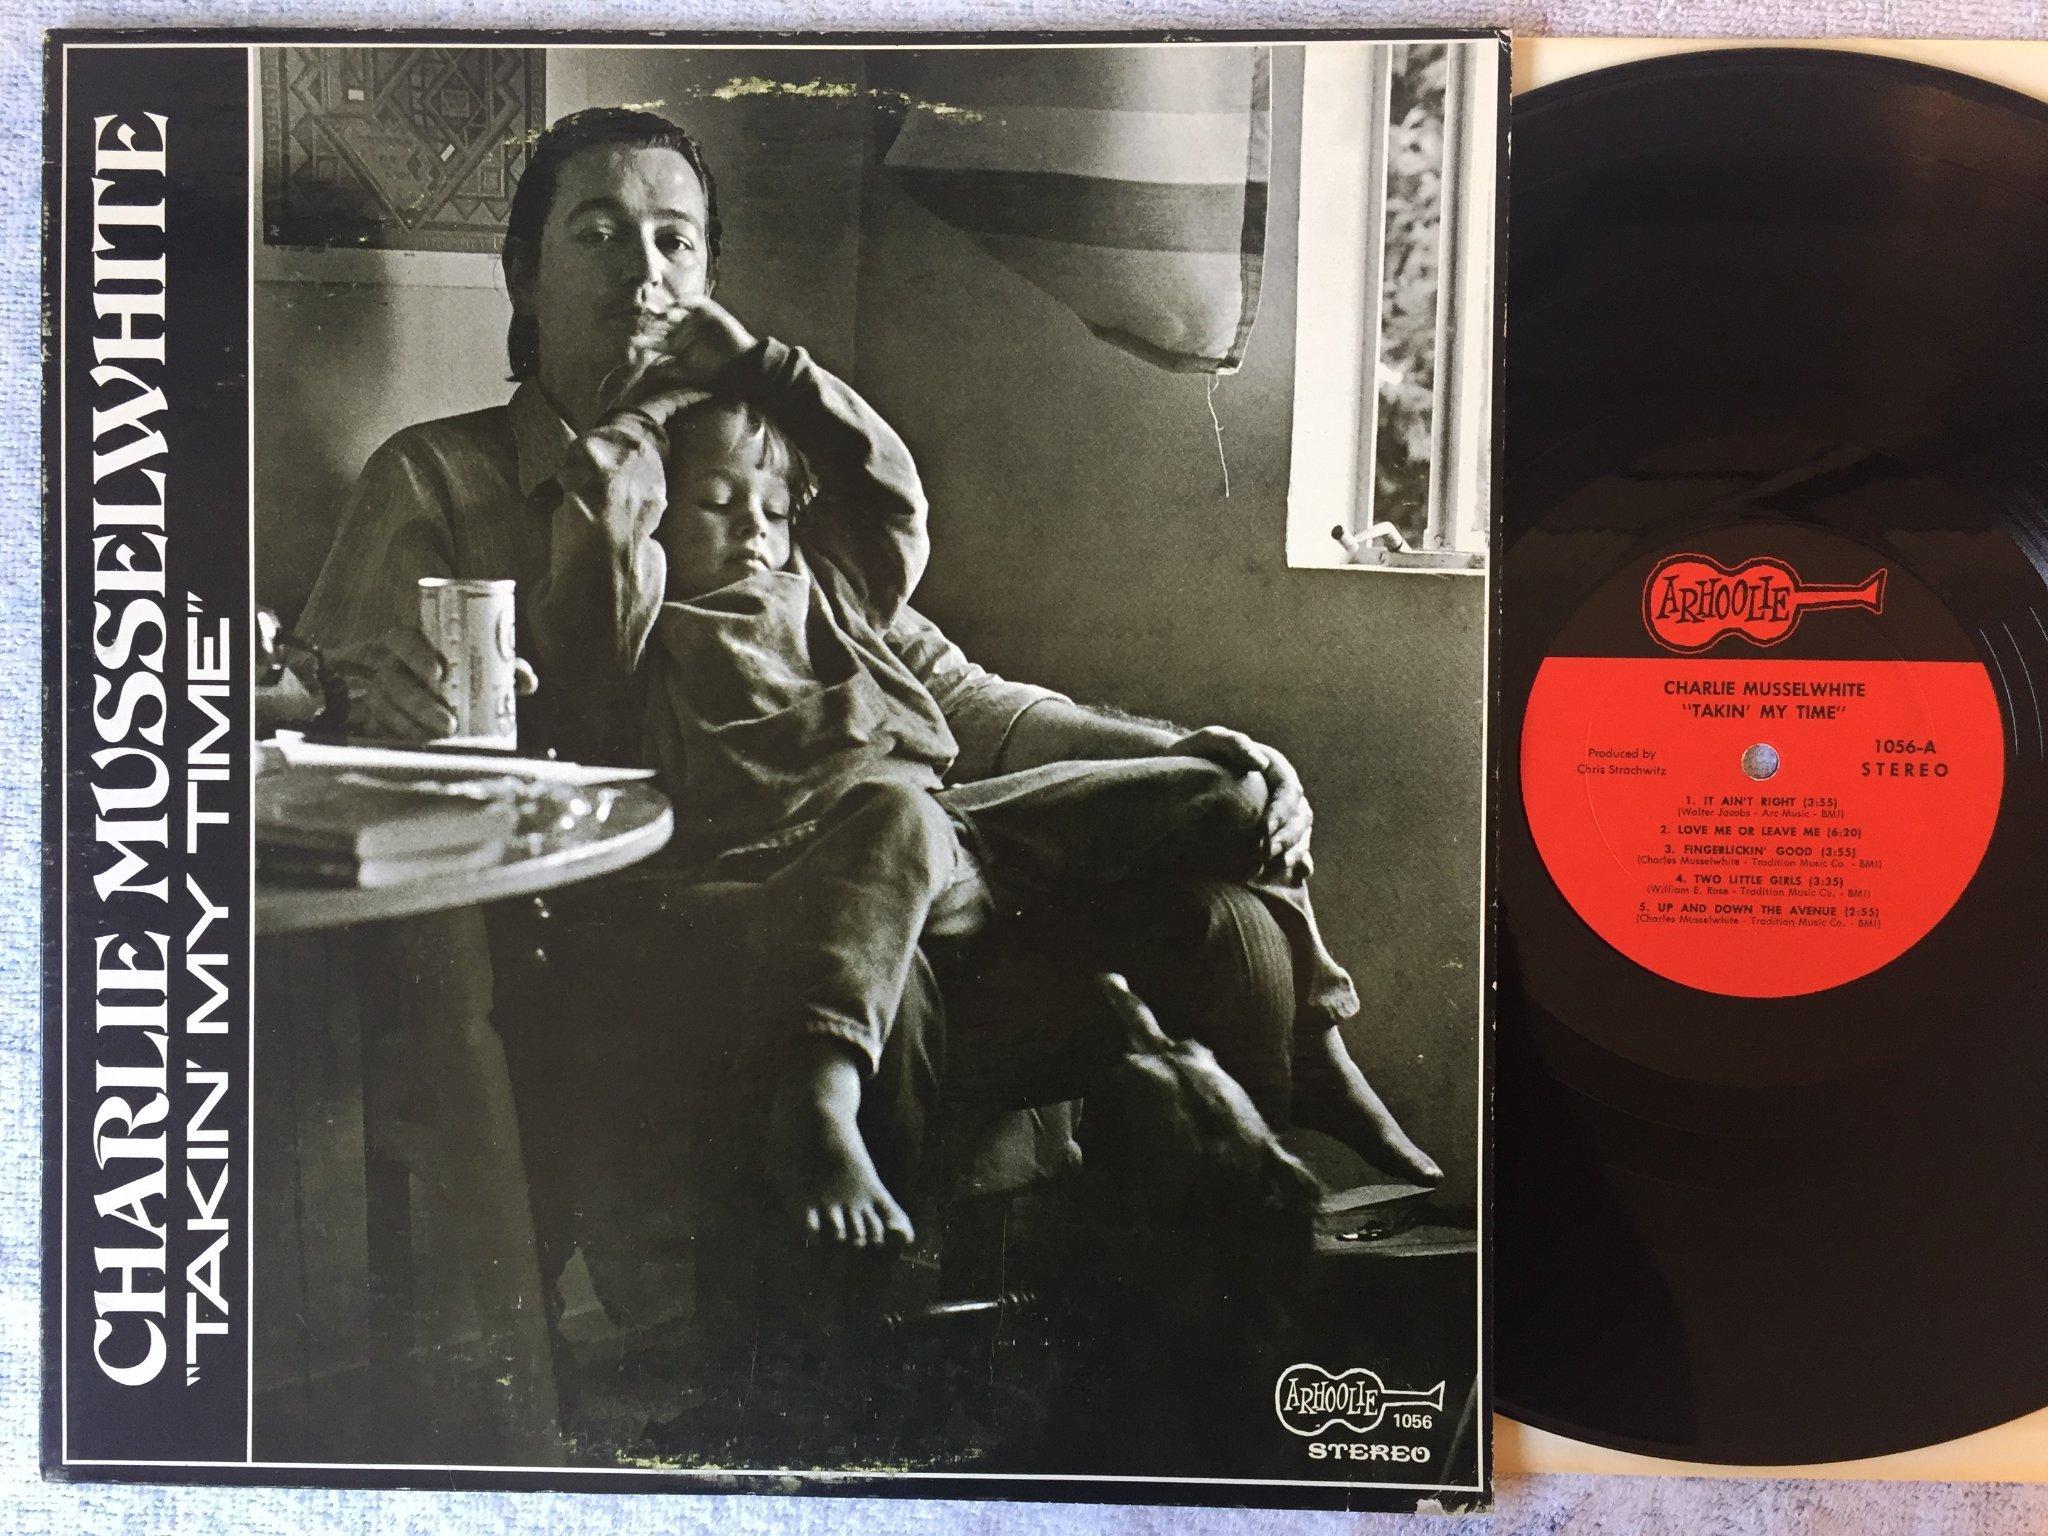 CHARLIE MUSSELWHITE
"TAKIN' MY TIME"
ARHOOLIE
1056
STEREO
ARHOOLIE
CHARLIE MUSSELWHITE
"TAKIN' MY TIME"
Produced by
Chris Strachwitz
1056-A
STEREO
1. IT AIN'T RIGHT (3:55)
(Walter Jacobs - Arc Music - BMI)
2. LOVE ME OR LEAVE ME (6:20)
3. FINGERLICKIN' GOOD (3:55)
(Charles Musselwhite - Tradition Music Co. - BMI)
4. TWO LITTLE GIRLS (3:35)
(William E. Rose - Tradition Music Co. - BMI)
5. UP AND DOWN THE AVENUE (2:55)
(Charles Musselwhite - Tradition Music Co. - BMI)